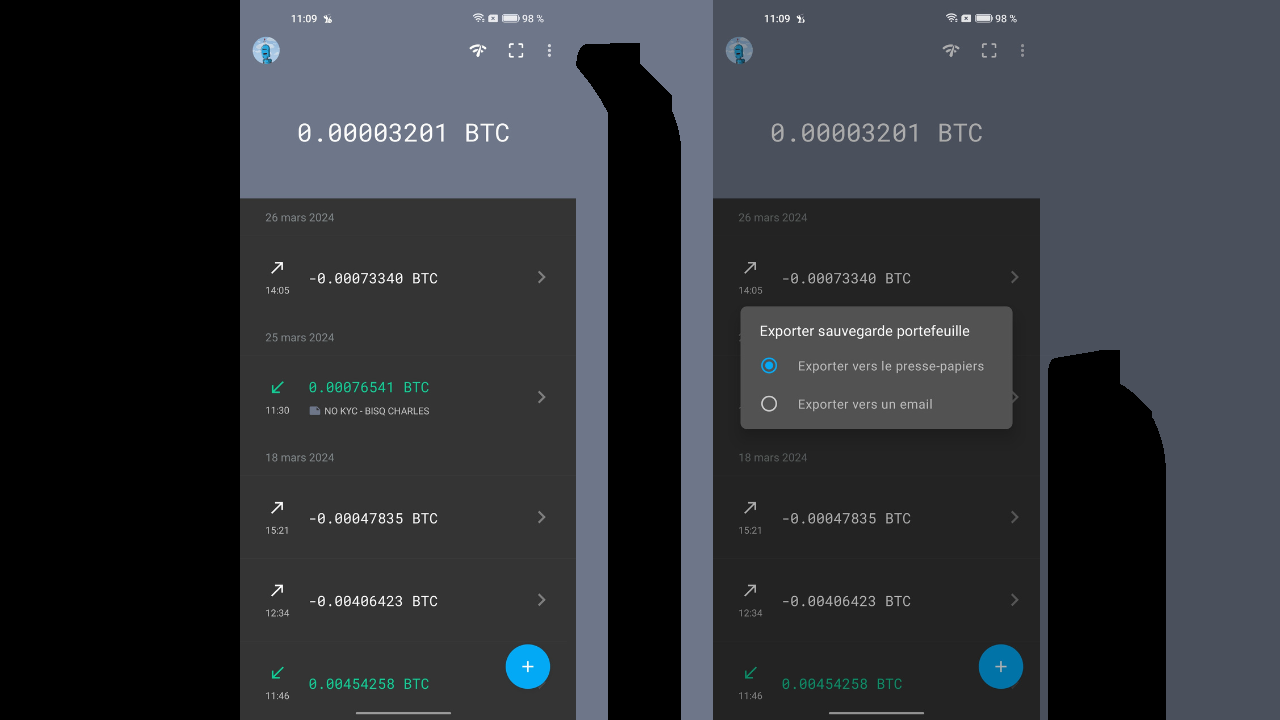 11:09
98 %
0.00003201 BTC
26 mars 2024
-0.00073340 BTC
14:05
25 mars 2024
0.00076541 BTC
11:30
NO KYC - BISQ CHARLES
18 mars 2024
-0.00047835 BTC
15:21
-0.00406423 BTC
12:34
0.00454258 BTC
11:46
+
11:09
98 %
0.00003201 BTC
26 mars 2024
-0.00073340 BTC
14:05
Exporter sauvegarde portefeuille
Exporter vers le presse-papiers
Exporter vers un email
18 mars 2024
-0.00047835 BTC
15:21
-0.00406423 BTC
12:34
0.00454258 BTC
11:46
+